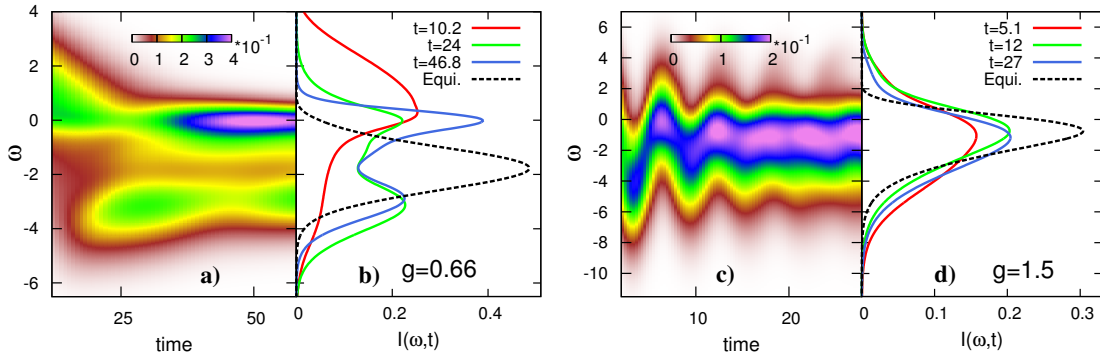 4
2
0
-2
-4
-6
ω
0 1 2 3 4 *10⁻¹
a)
25 50
time
t=10.2
t=24
t=46.8
Equi.
b) g=0.66
0 0.2 0.4
I(ω,t)
8
6
4
2
0
-2
-4
-6
-8
-10
ω
0 1 2 *10⁻¹
c)
10 20
time
t=5.1
t=12
t=27
Equi.
d) g=1.5
0 0.1 0.2 0.3
I(ω,t)